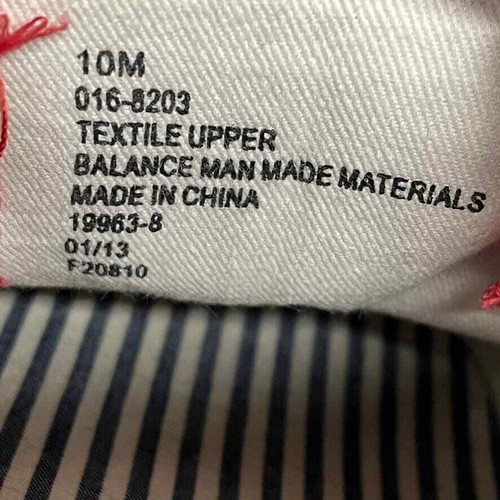 10M
016-8203
TEXTILE UPPER
BALANCE MAN MADE MATERIALS
MADE IN CHINA
19963-8
01/13
F20810